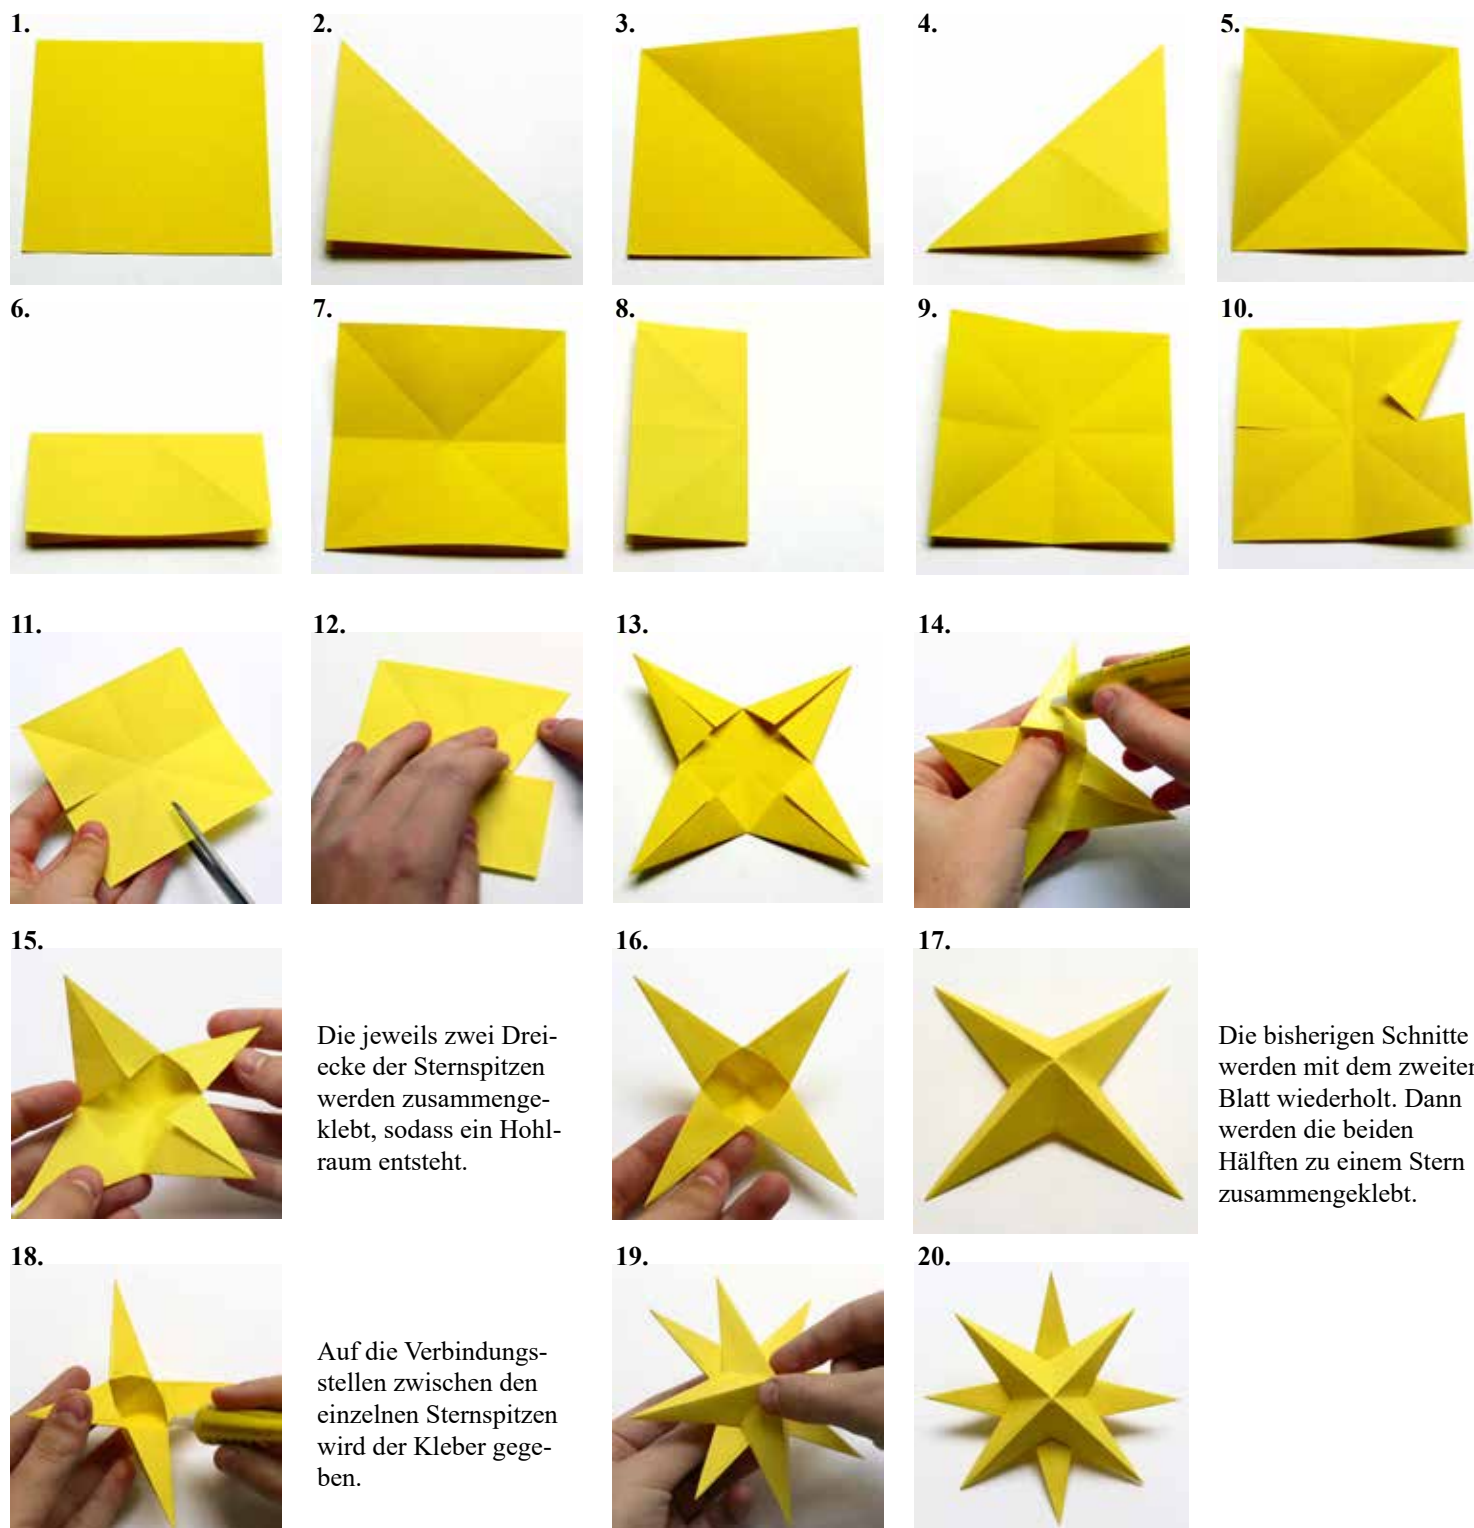 1.
2.
3.
4.
5.
6.
7.
8.
9.
10.
11.
12.
13.
14.
15.
Die jeweils zwei Drei-
ecke der Sternspitzen
werden zusammenge-
klebt, sodass ein Hohl-
raum entsteht.
16.
17.
Die bisherigen Schnitte
werden mit dem zweiten
Blatt wiederholt. Dann
werden die beiden
Hälften zu einem Stern
zusammengeklebt.
18.
Auf die Verbindungs-
stellen zwischen den
einzelnen Sternspitzen
wird der Kleber gege-
ben.
19.
20.